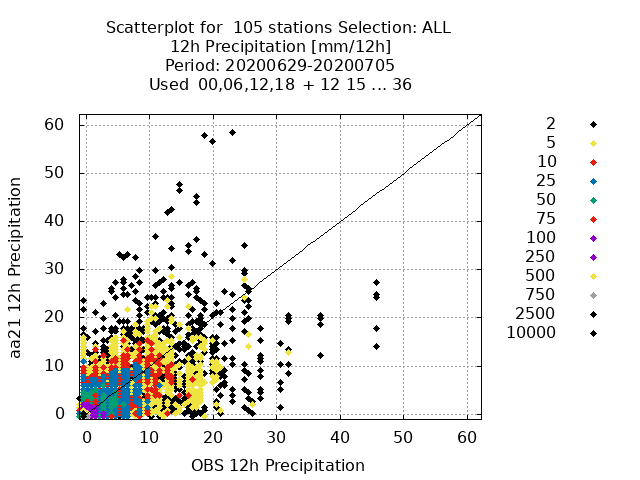 Scatterplot for  105 stations Selection: ALL
12h Precipitation [mm/12h]
Period: 20200629-20200705
Used  00,06,12,18  + 12 15 ... 36
60
50
40
30
20
10
0
aa21 12h Precipitation
0 10 20 30 40 50 60
OBS 12h Precipitation
2
5
10
25
50
75
100
250
500
750
2500
10000